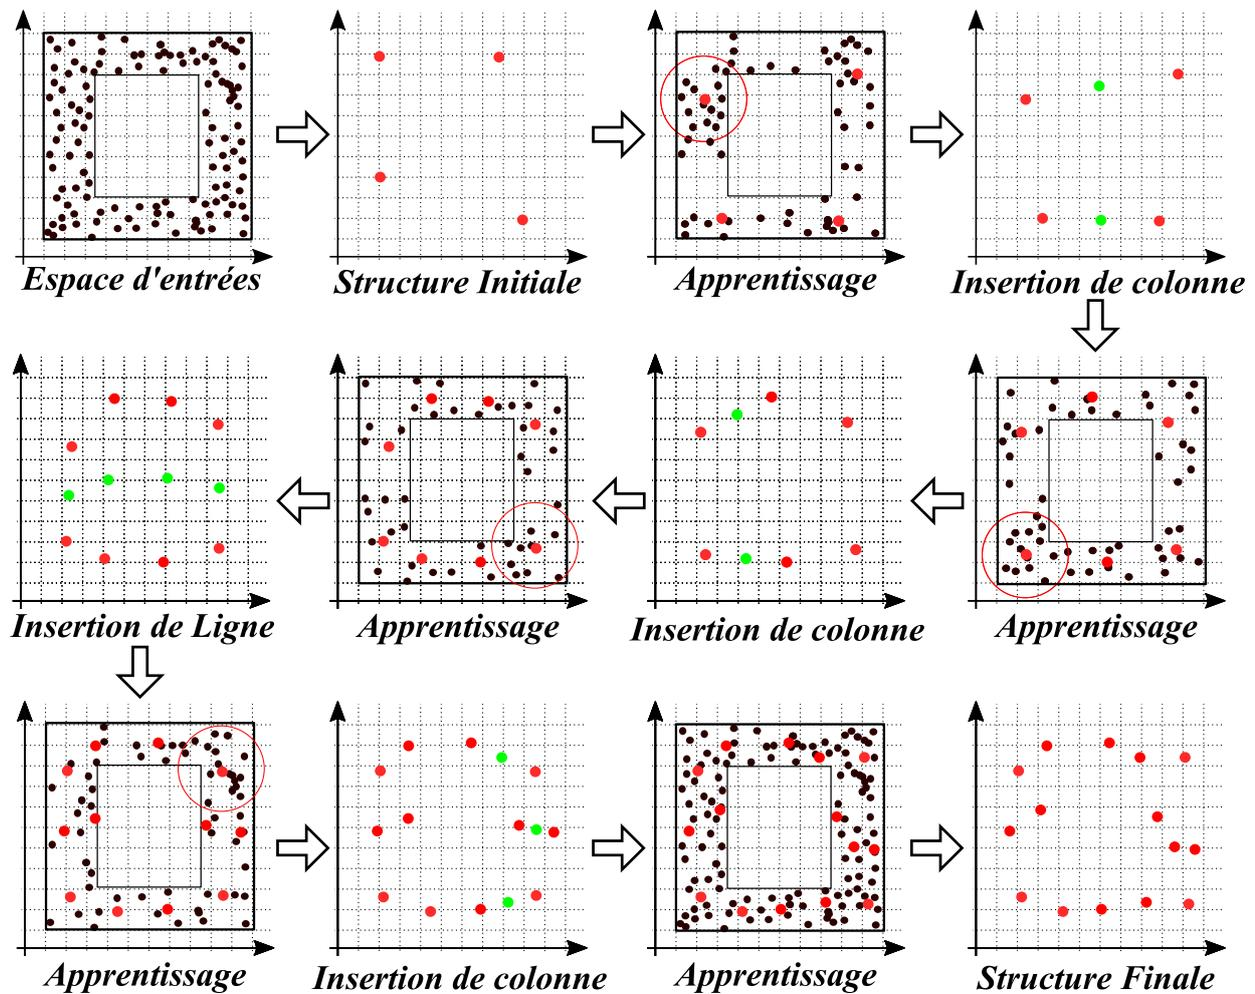 Espace d'entrées
Structure Initiale
Apprentissage
Insertion de colonne
Insertion de Ligne
Apprentissage
Insertion de colonne
Apprentissage
Apprentissage
Insertion de colonne
Apprentissage
Structure Finale